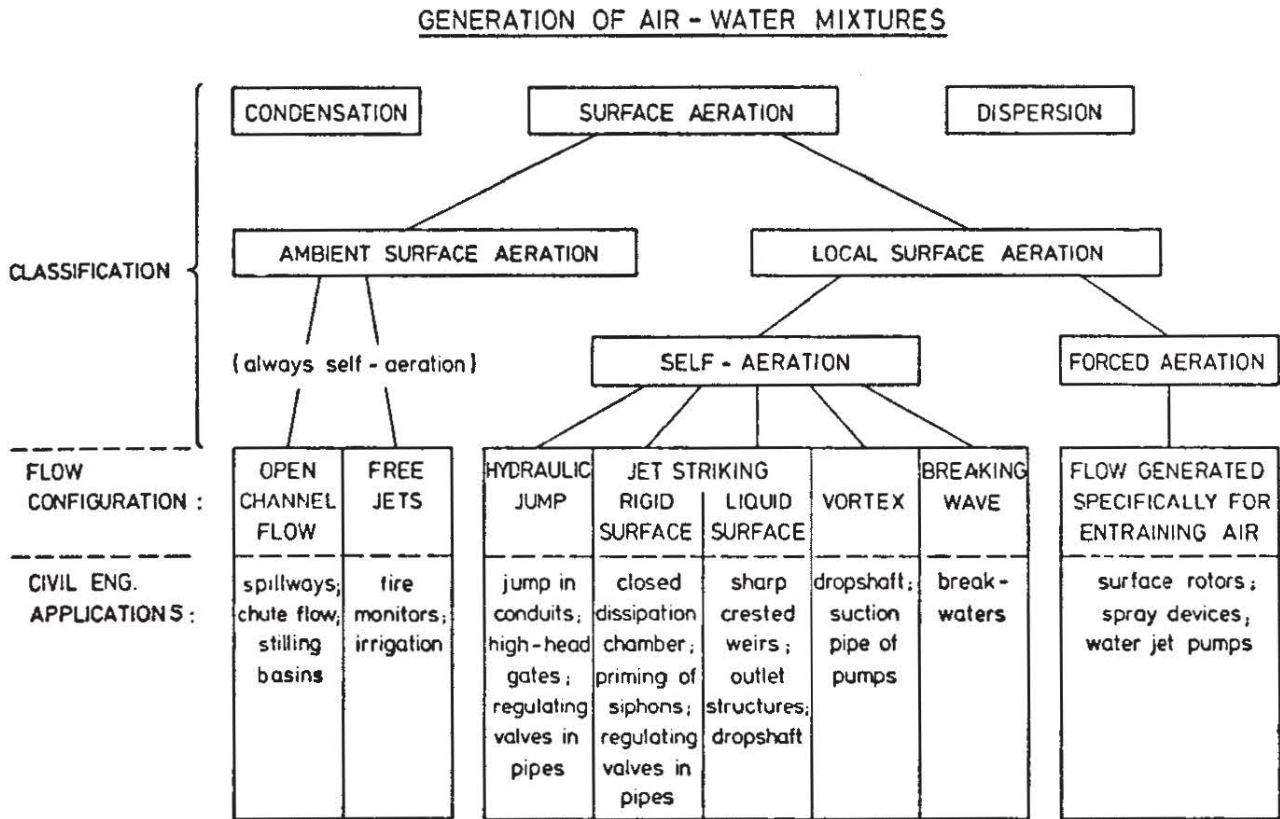 GENERATION OF AIR - WATER MIXTURES
CONDENSATION
SURFACE AERATION
DISPERSION
CLASSIFICATION
AMBIENT SURFACE AERATION
LOCAL SURFACE AERATION
(always self - aeration)
SELF - AERATION
FORCED AERATION
FLOW
CONFIGURATION :
OPEN
CHANNEL
FLOW
FREE
JETS
HYDRAULIC
JUMP
JET STRIKING
RIGID
SURFACE
LIQUID
SURFACE
VORTEX
BREAKING
WAVE
FLOW GENERATED
SPECIFICALLY FOR
ENTRAINING AIR
CIVIL ENG.
APPLICATIONS :
spillways;
chute flow;
stilling
basins
fire
monitors;
irrigation
jump in
conduits;
high-head
gates;
regulating
valves in
pipes
closed
dissipation
chamber;
priming of
siphons;
regulating
valves in
pipes
sharp
crested
weirs;
outlet
structures;
dropshaft
dropshaft;
suction
pipe of
pumps
break-
waters
surface rotors;
spray devices;
water jet pumps